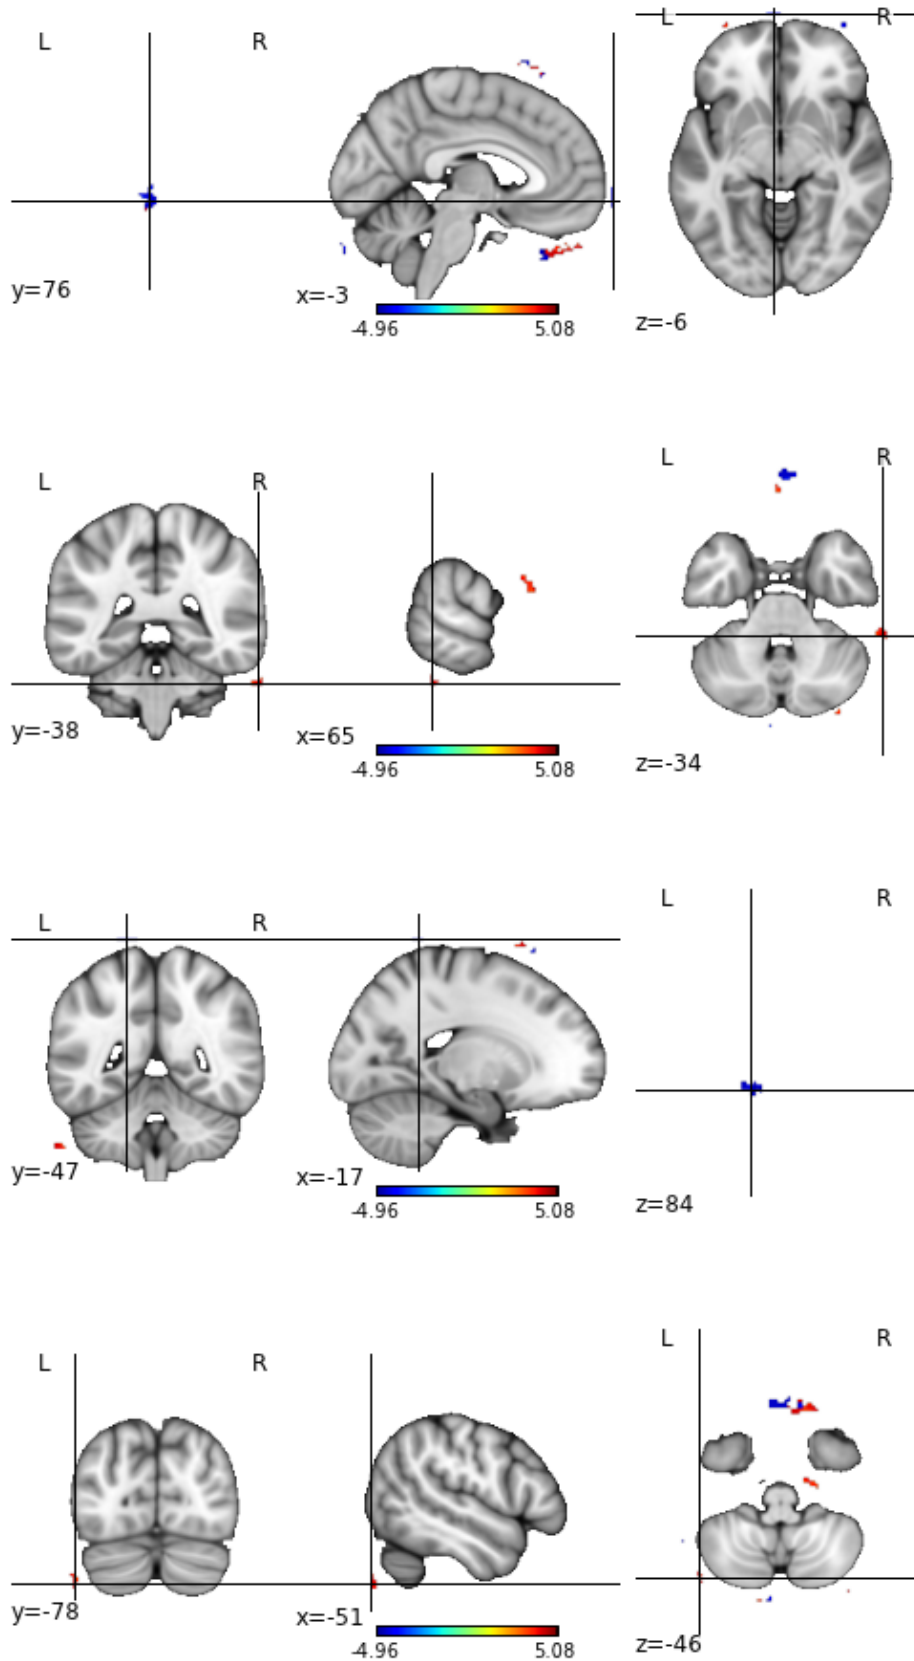 L R L R
y=76 x=-3 z=-6
-4.96 5.08
L R L R
y=-38 x=65 z=-34
-4.96 5.08
L R L R
y=-47 x=-17 z=84
-4.96 5.08
L R L R
y=-78 x=-51 z=-46
-4.96 5.08